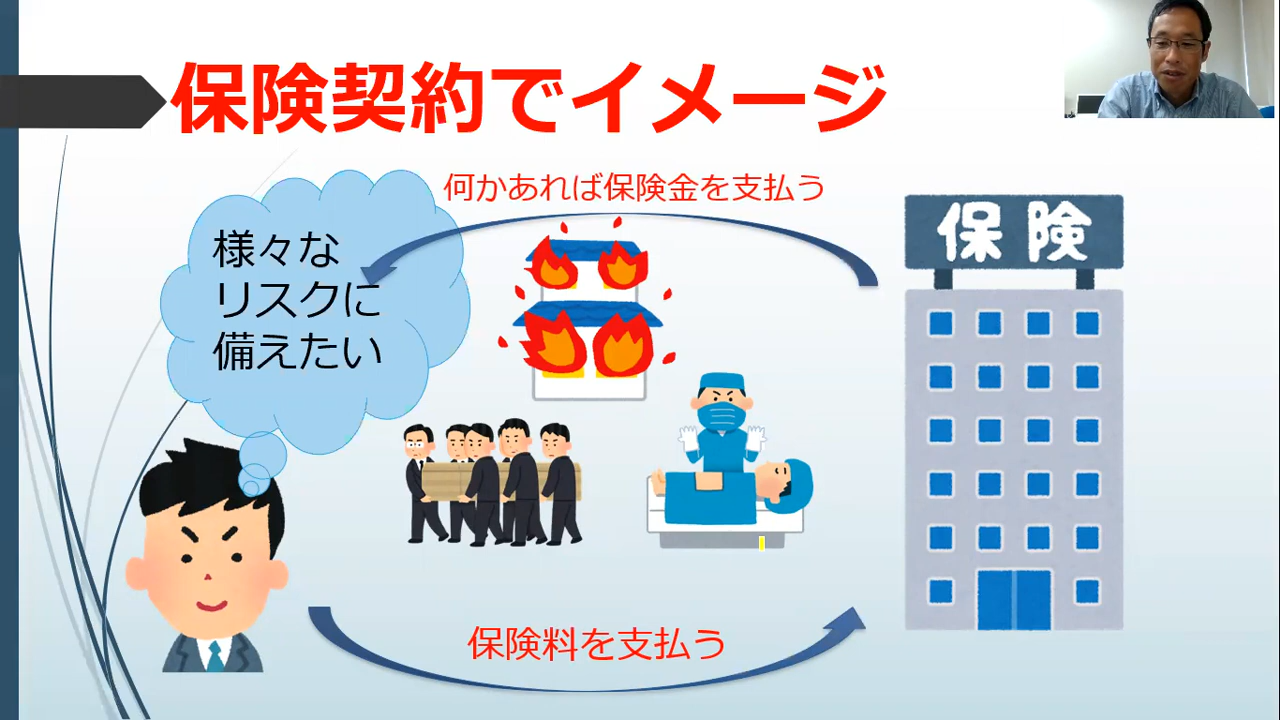 保険契約でイメージ
何かあれば保険金を支払う
様々な
リスクに
備えたい
保険
保険料を支払う